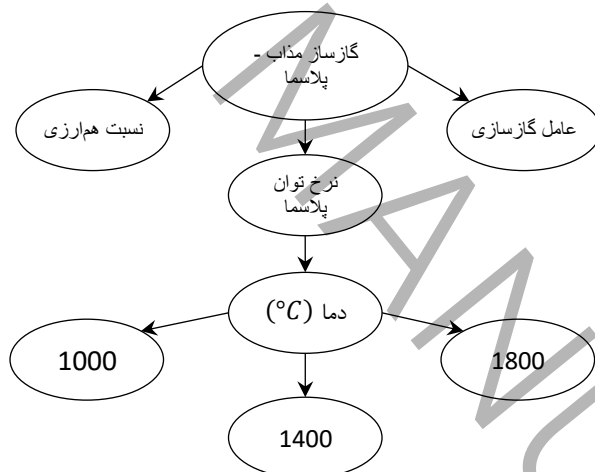 گازساز مذاب -
پلاسما
عامل گازسازی
نسبت هم‌ارزی
نرخ توان
پلاسما
دما (°C)
1800
1000
1400